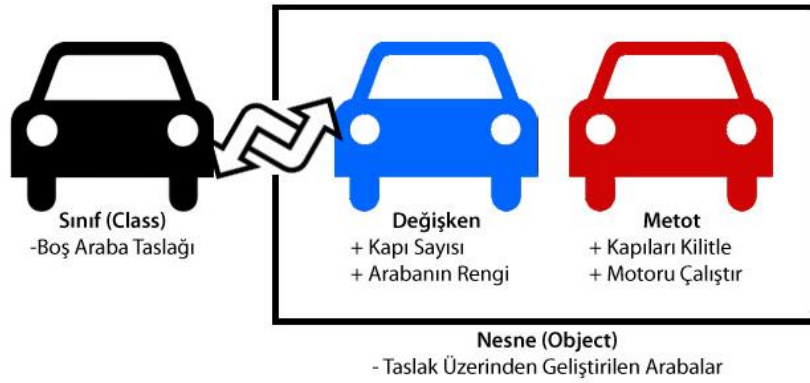 Sınıf (Class)
-Boş Araba Taslağı
Değişken
+ Kapı Sayısı
+ Arabanın Rengi
Metot
+ Kapıları Kilitle
+ Motoru Çalıştır
Nesne (Object)
- Taslak Üzerinden Geliştirilen Arabalar